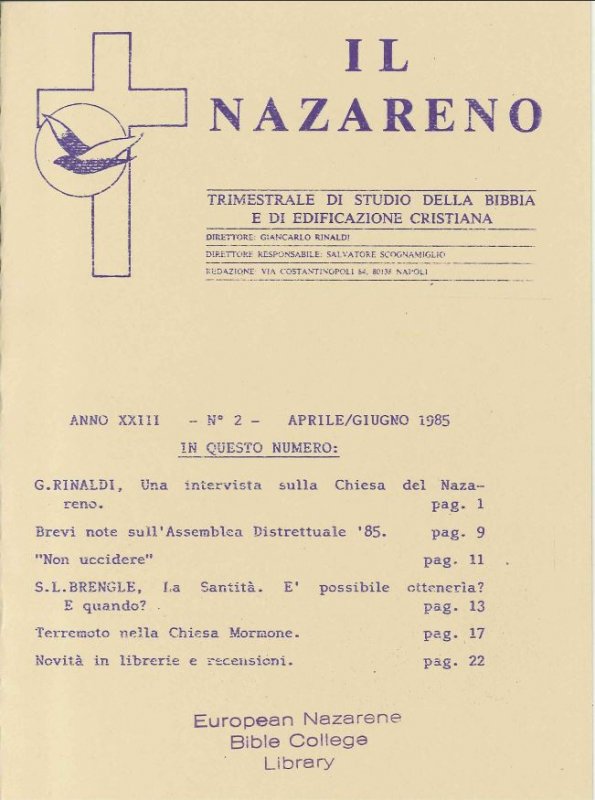 IL
NAZARENO
TRIMESTRALE DI STUDIO DELLA BIBBIA
E DI EDIFICAZIONE CRISTIANA
DIRETTORE: GIANCARLO RINALDI
DIRETTORE RESPONSABILE: SALVATORE SCOGNAMIGLIO
REDAZIONE: VIA COSTANTINOPOLI 84, 80138 NAPOLI
ANNO XXIII - N° 2 - APRILE/GIUGNO 1985
IN QUESTO NUMERO:
G.RINALDI, Una intervista sulla Chiesa del Naza-
reno. pag. 1
Brevi note sull'Assemblea Distrettuale '85. pag. 9
"Non uccidere" pag. 11
S.L.BRENGLE, La Santità. E' possibile ottenerla?
E quando? pag. 13
Terremoto nella Chiesa Mormone. pag. 17
Novità in librerie e recensioni. pag. 22
European Nazarene
Bible College
Library